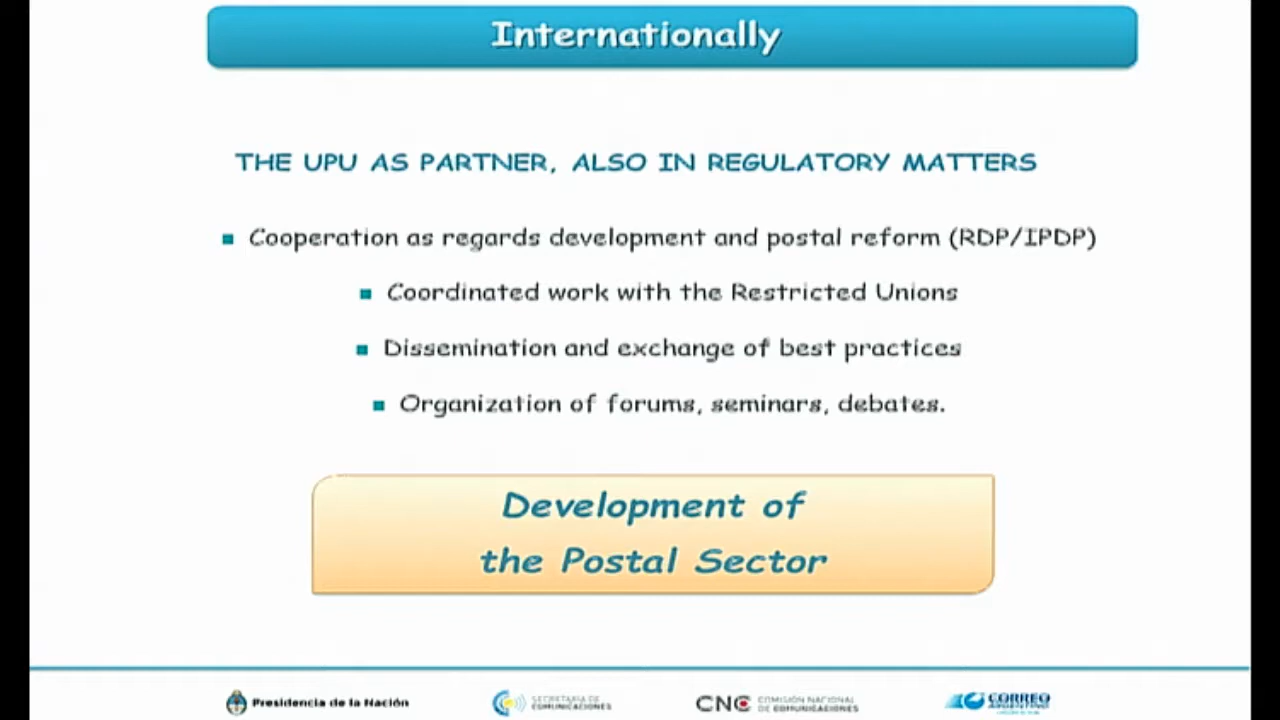 Internationally
THE UPU AS PARTNER, ALSO IN REGULATORY MATTERS
Cooperation as regards development and postal reform (RDP/IPDP)
Coordinated work with the Restricted Unions
Dissemination and exchange of best practices
Organization of forums, seminars, debates.
Development of
the Postal Sector
Presidencia de la Nación
SECRETARÍA DE
COMUNICACIONES
CNC
COMISIÓN NACIONAL
DE COMUNICACIONES
CORREO
ARGENTINO